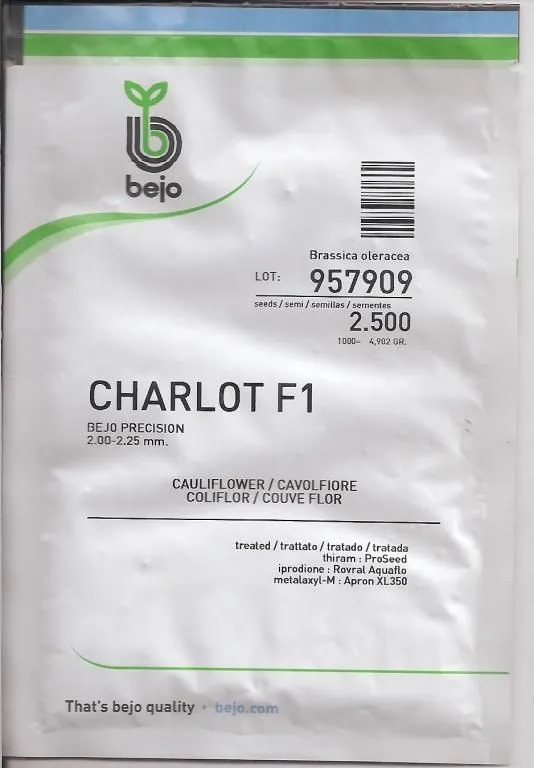 bejo
Brassica oleracea
LOT: 957909
seeds / semi / semillas / sementes
2.500
1000- 4,902 GR.
CHARLOT F1
BEJO PRECISION
2.00-2.25 mm.
CAULIFLOWER / CAVOLFIORE
COLIFLOR / COUVE FLOR
treated / trattato / tratado / tratada
thiram : ProSeed
iprodione : Rovral Aquaflo
metalaxyl-M : Apron XL350
That's bejo quality • bejo.com